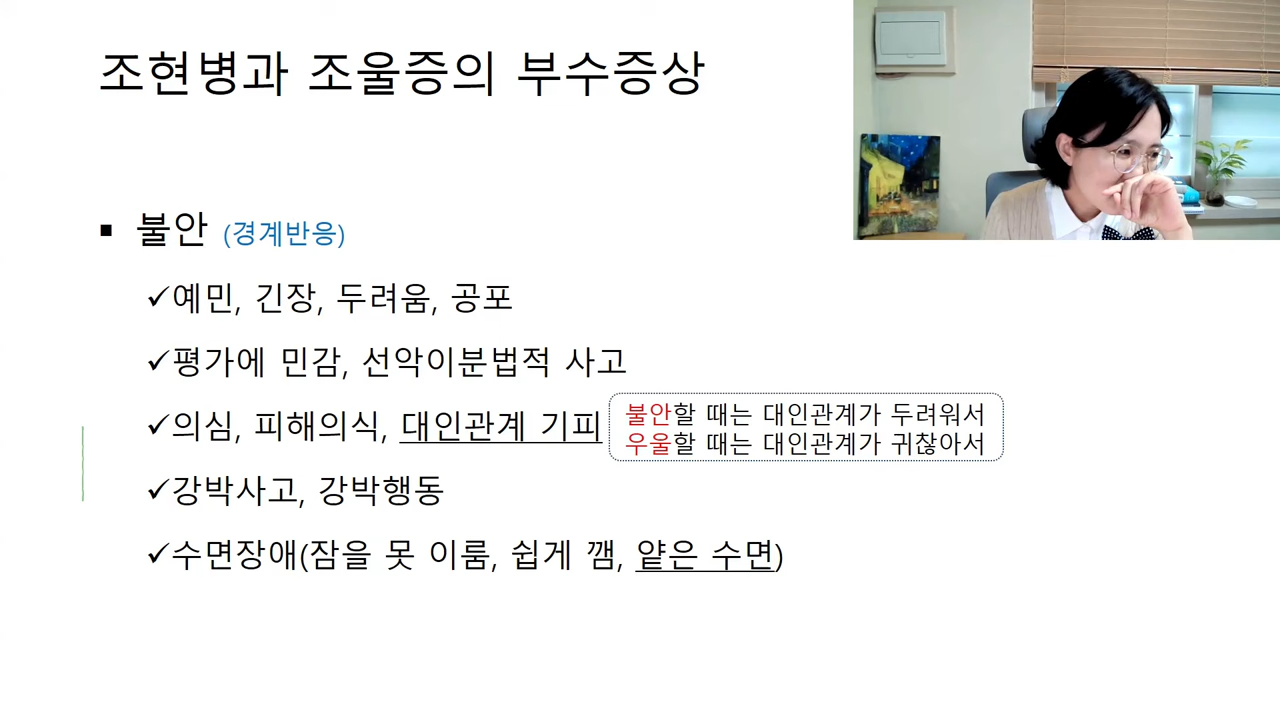 조현병과 조울증의 부수증상
▪ 불안 (경계반응)
✓예민, 긴장, 두려움, 공포
✓평가에 민감, 선악이분법적 사고
✓의심, 피해의식, 대인관계 기피
불안할 때는 대인관계가 두려워서
우울할 때는 대인관계가 귀찮아서
✓강박사고, 강박행동
✓수면장애(잠을 못 이룸, 쉽게 깸, 얕은 수면)